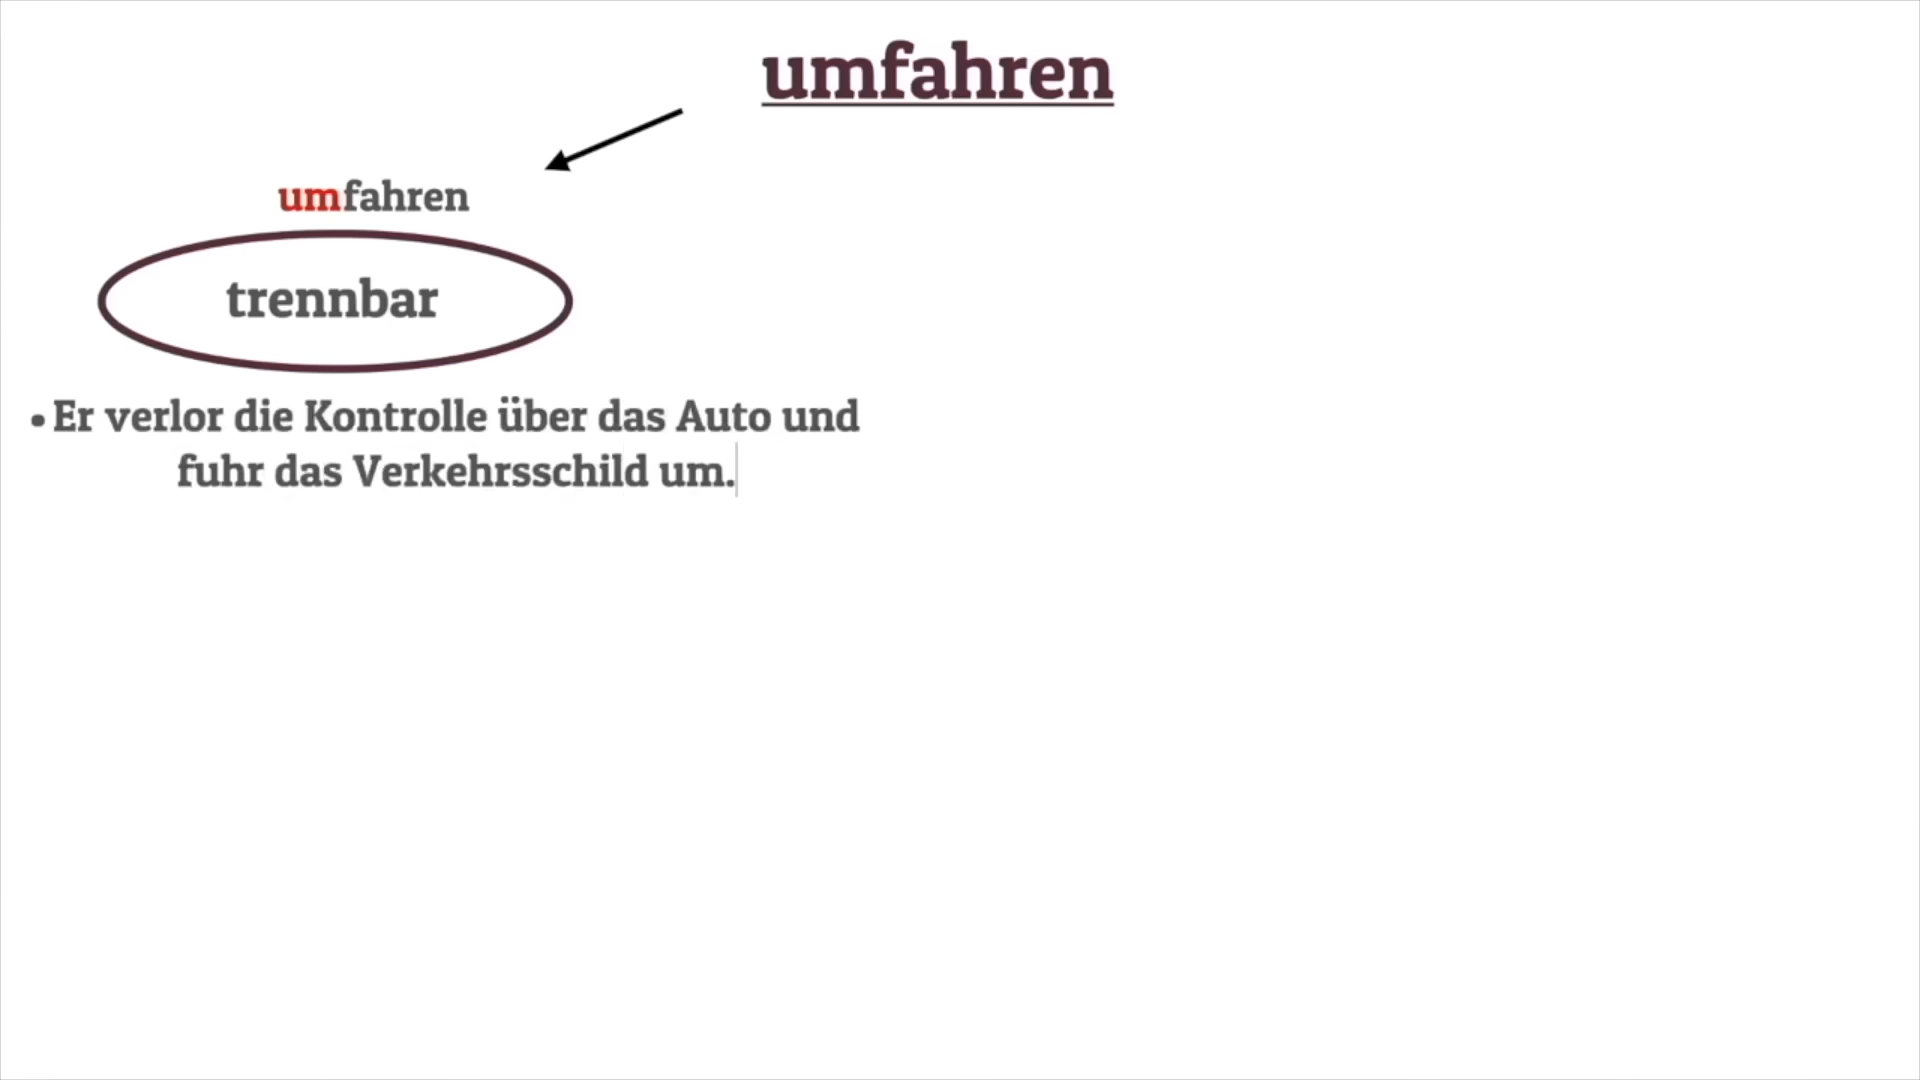 umfahren
umfahren
trennbar
• Er verlor die Kontrolle über das Auto und
fuhr das Verkehrsschild um.